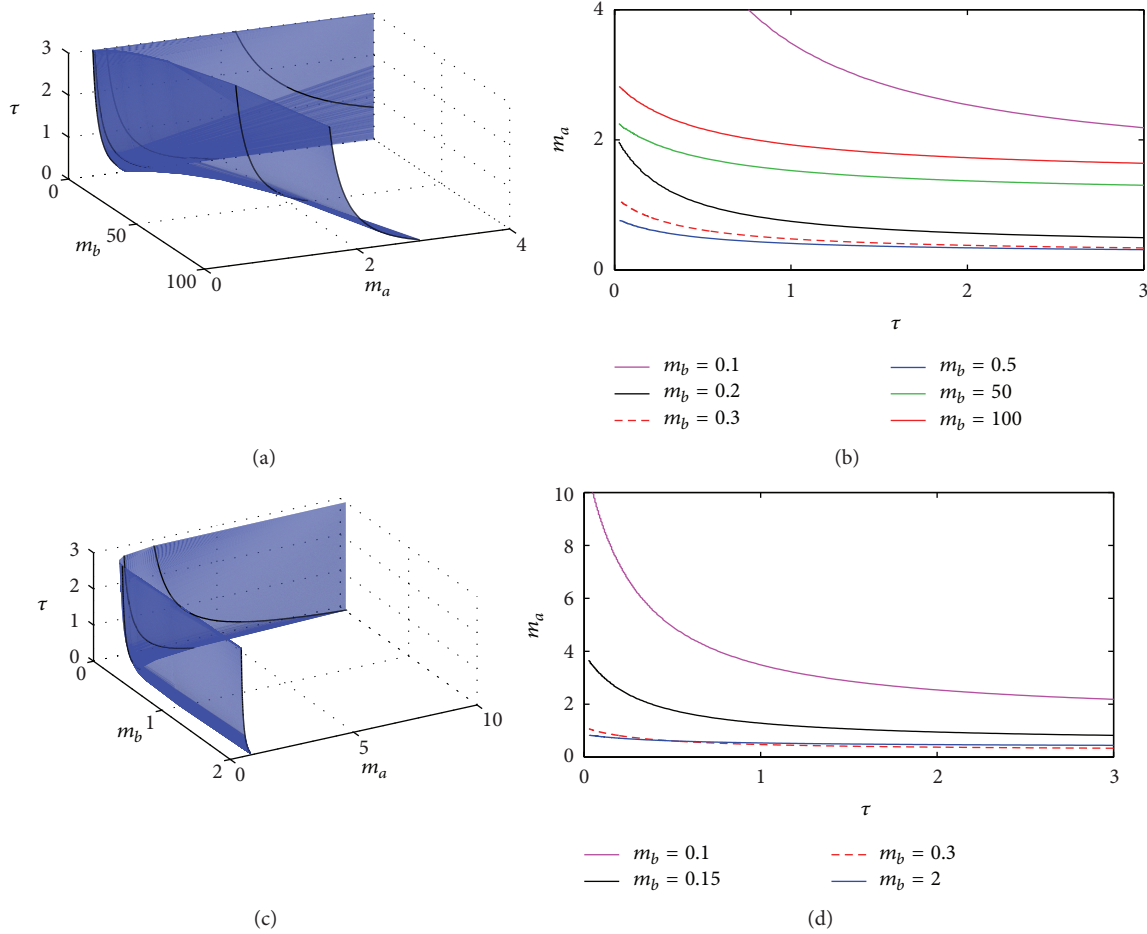 3
2
τ
1
0
0
m_b
50
100
0
2
m_a
4
(a)
4
m_a
2
0
0
1
2
3
τ
m_b = 0.1
m_b = 0.2
m_b = 0.3
m_b = 0.5
m_b = 50
m_b = 100
(b)
3
2
τ
1
0
0
m_b
1
2
0
5
m_a
10
(c)
10
8
m_a
6
4
2
0
0
1
2
3
τ
m_b = 0.1
m_b = 0.15
m_b = 0.3
m_b = 2
(d)